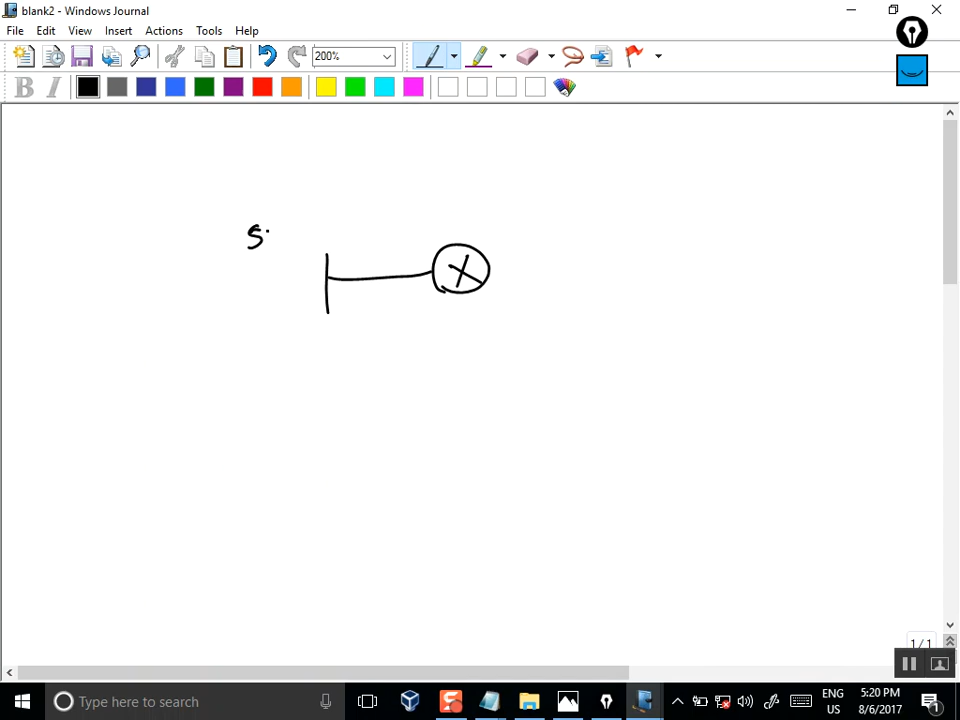 blank2 - Windows Journal
File Edit View Insert Actions Tools Help
200%
B I
S.
X
1/1
Type here to search
ENG
US
5:20 PM
8/6/2017
1